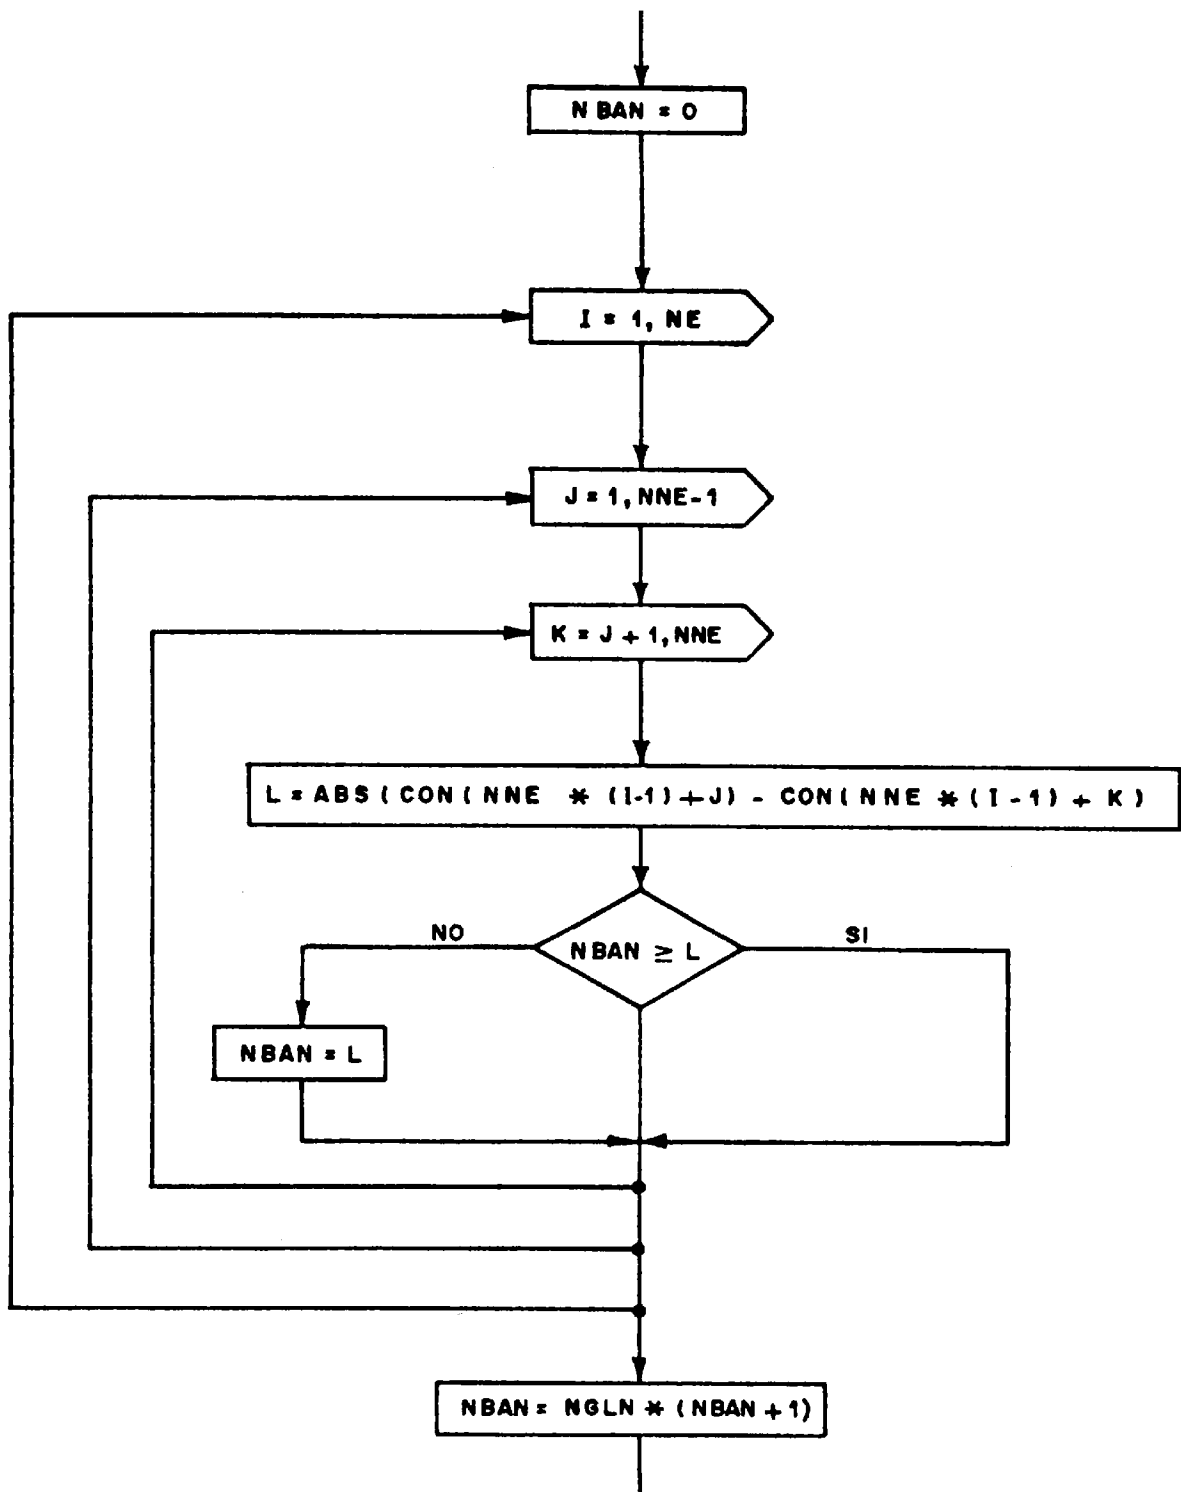 NBAN = 0
I = 1, NE
J = 1, NNE-1
K = J + 1, NNE
L = ABS ( CON ( NNE * (I-1) + J) - CON ( NNE * ( I - 1) + K )
NO
SI
NBAN ≥ L
NBAN = L
NBAN = NGLN * ( NBAN + 1)